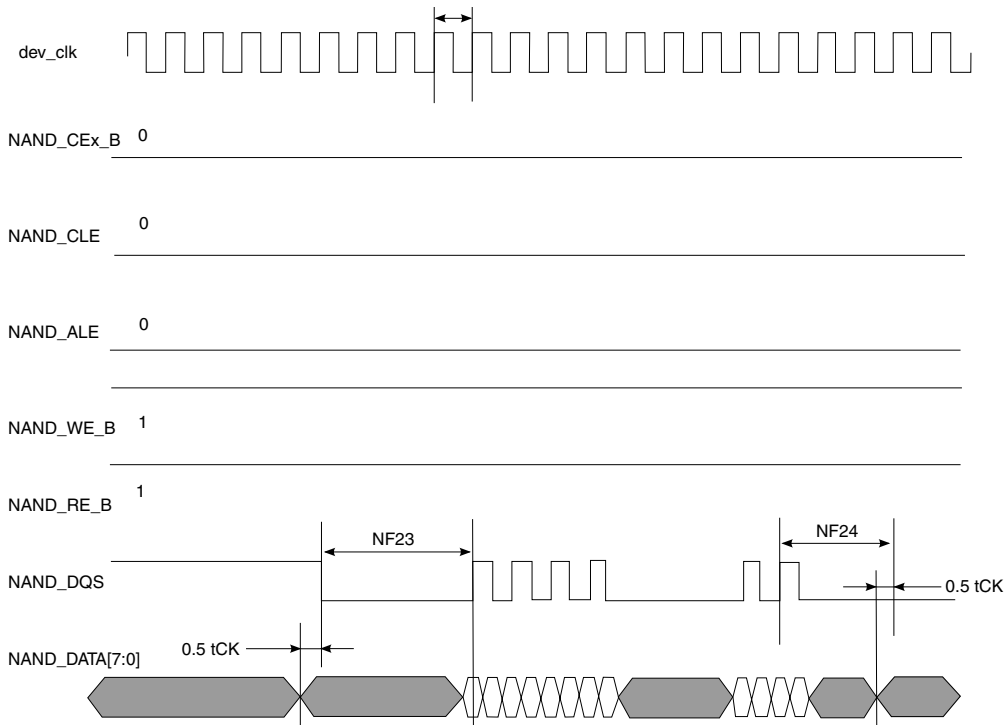 dev_clk
NAND_CEx_B 0
NAND_CLE 0
NAND_ALE 0
NAND_WE_B 1
NAND_RE_B 1
NF23 NF24
NAND_DQS 0.5 tCK
0.5 tCK
NAND_DATA[7:0]